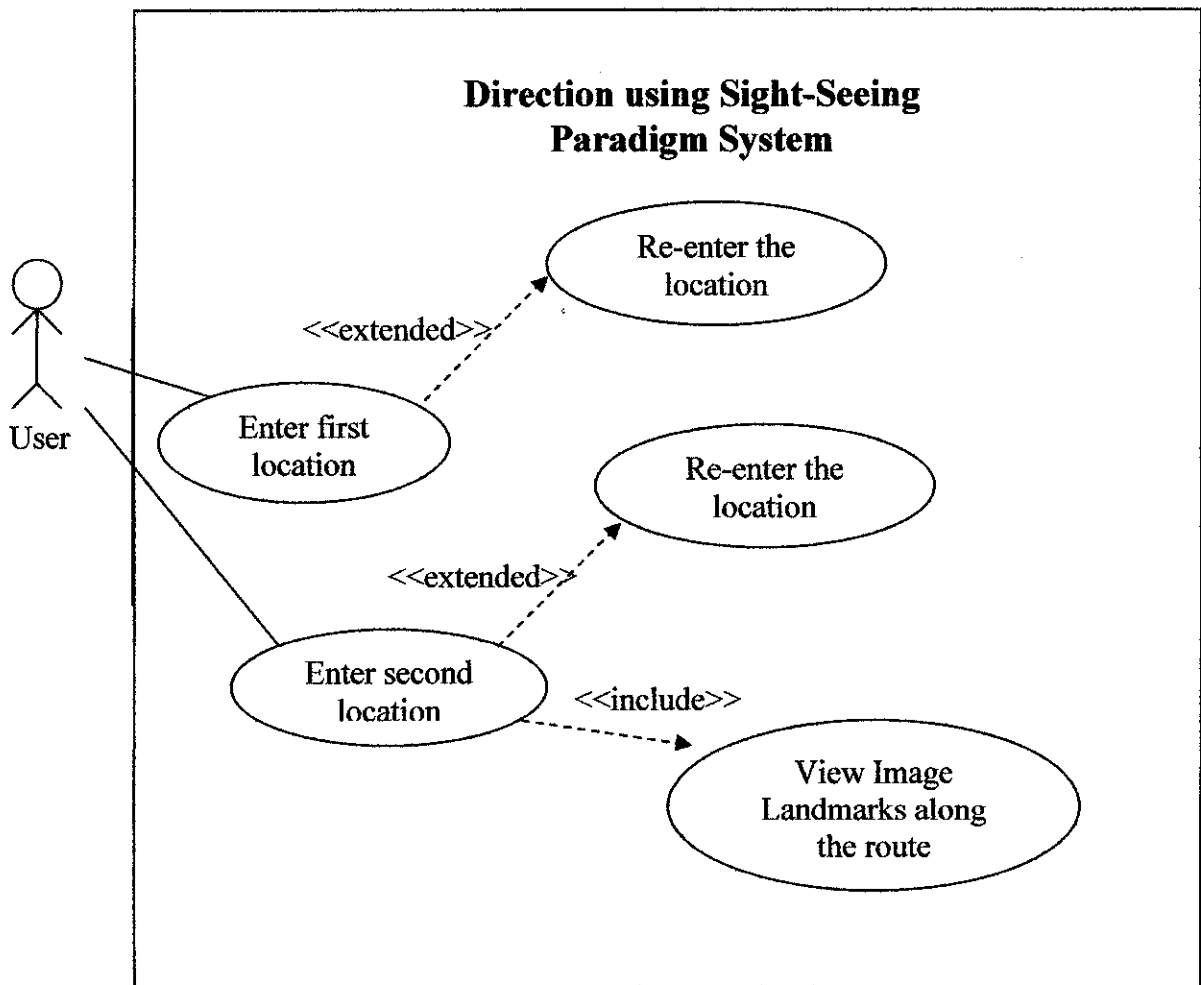 Direction using Sight-Seeing
Paradigm System
Re-enter the
location
<<extended>>
User
Enter first
location
Re-enter the
location
<<extended>>
Enter second
location
<<include>>
View Image
Landmarks along
the route